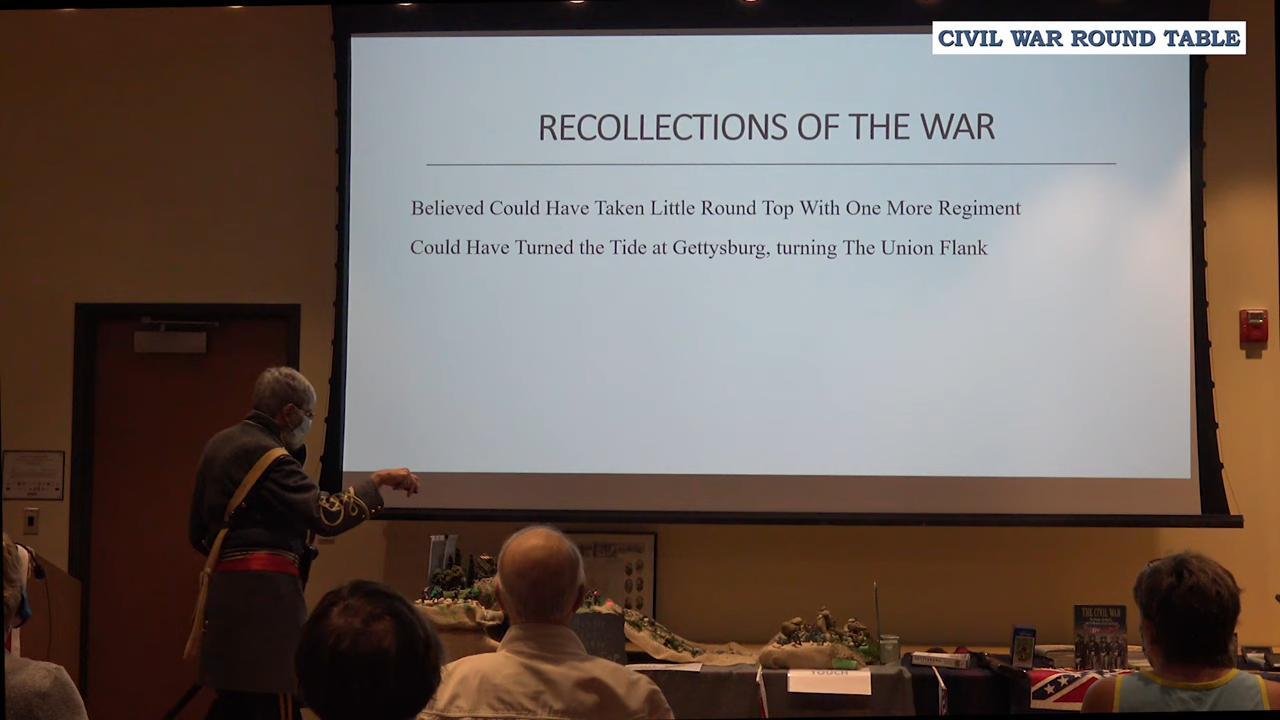 CIVIL WAR ROUND TABLE
RECOLLECTIONS OF THE WAR
Believed Could Have Taken Little Round Top With One More Regiment
Could Have Turned the Tide at Gettysburg, turning The Union Flank
THE CIVIL WAR
TOUCH